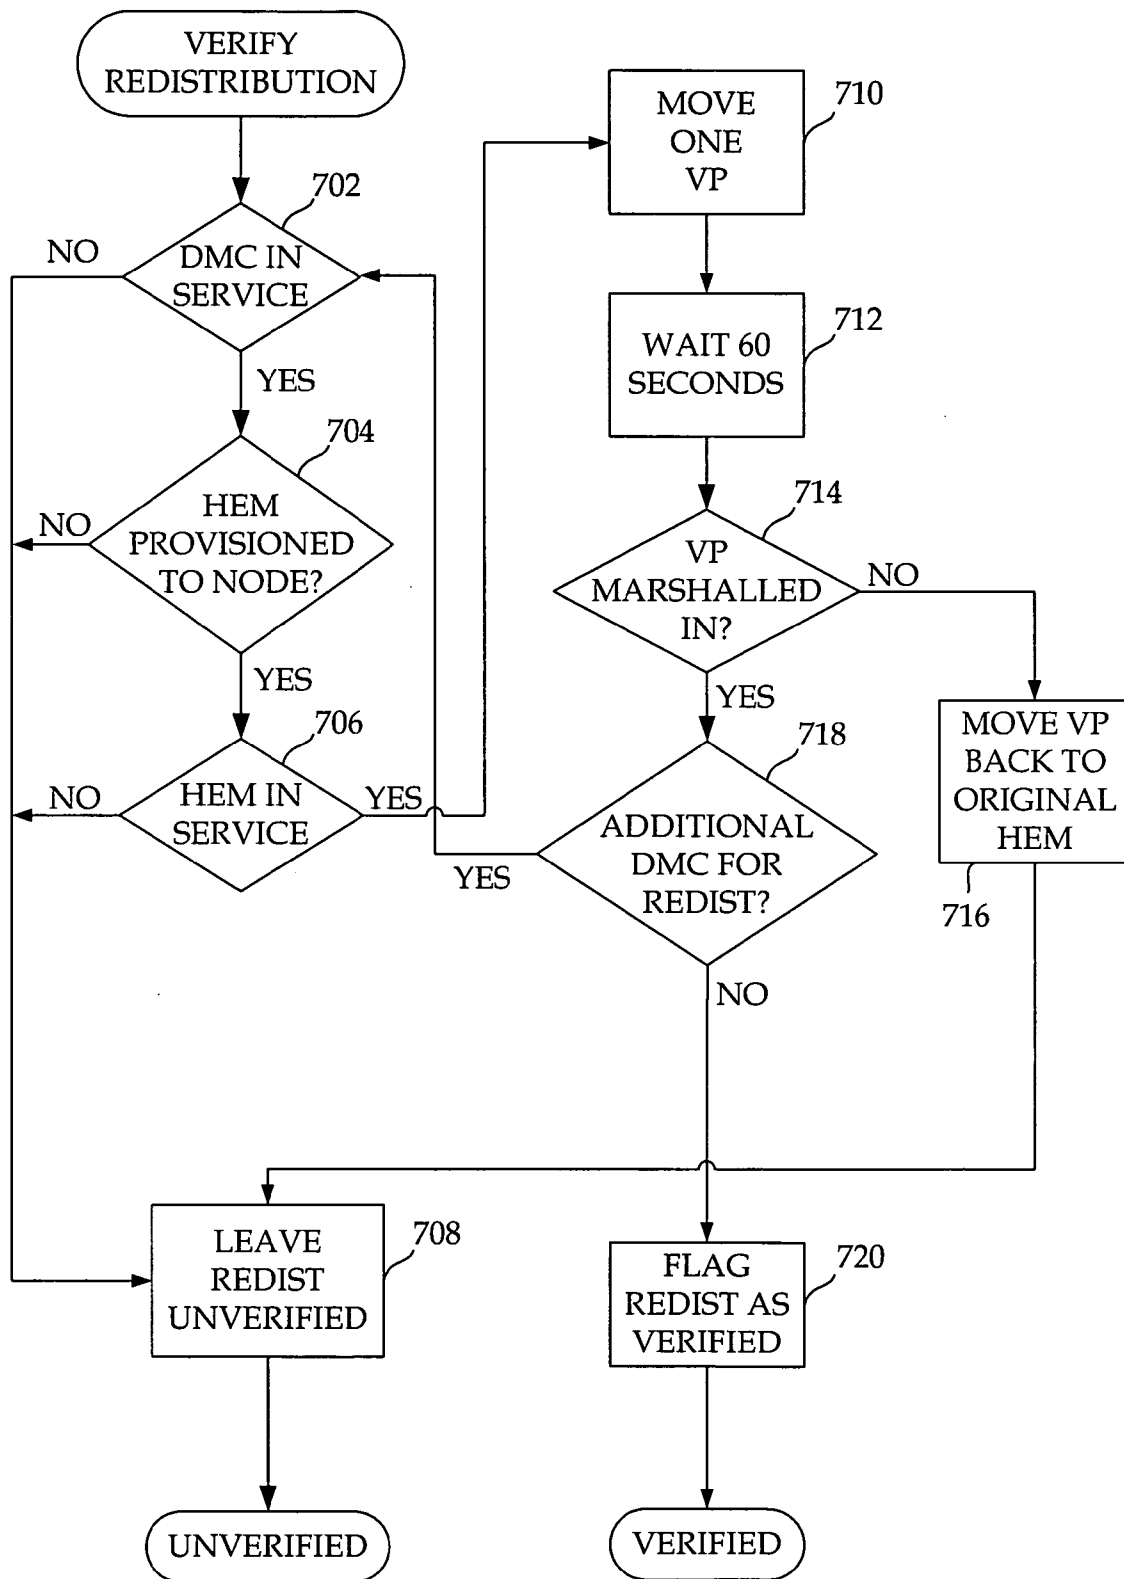 VERIFY
REDISTRIBUTION
702
NO
DMC IN
SERVICE
YES
704
NO
HEM
PROVISIONED
TO NODE?
YES
706
NO
HEM IN
SERVICE
YES
MOVE
ONE
VP
710
WAIT 60
SECONDS
712
714
VP
MARSHALLED
IN?
NO
YES
718
ADDITIONAL
DMC FOR
REDIST?
YES
NO
MOVE VP
BACK TO
ORIGINAL
HEM
716
LEAVE
REDIST
UNVERIFIED
708
FLAG
REDIST AS
VERIFIED
720
UNVERIFIED
VERIFIED